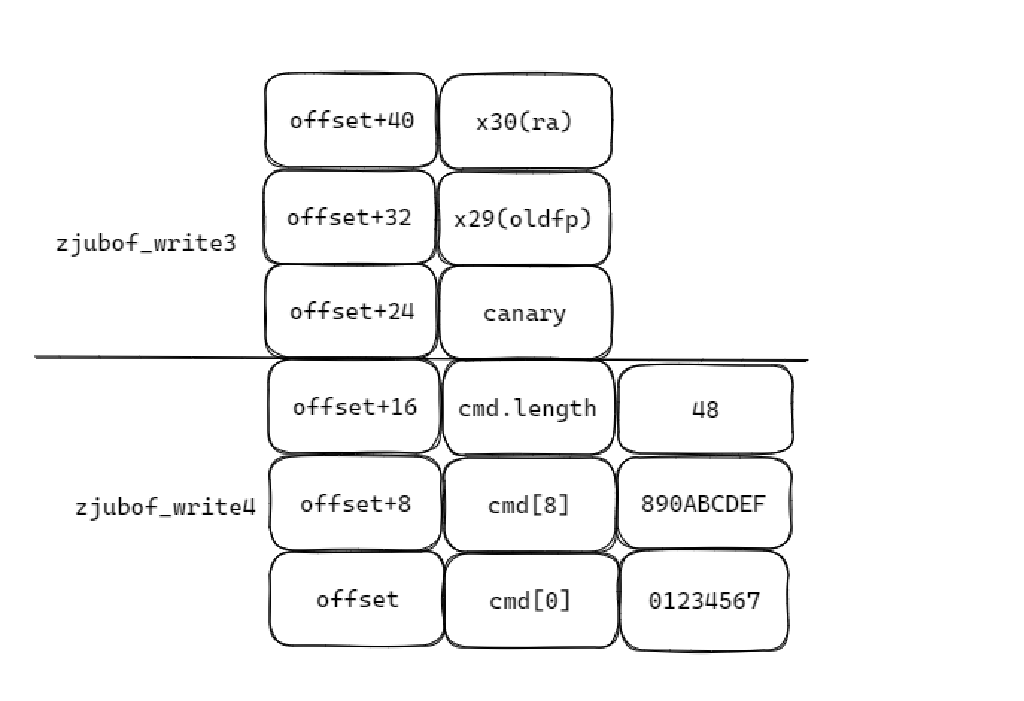 offset+40 x30(ra)
offset+32 x29(oldfp)
zjubof_write3
offset+24 canary
offset+16 cmd.length 48
zjubof_write4 offset+8 cmd[8] 890ABCDEF
offset cmd[0] 01234567